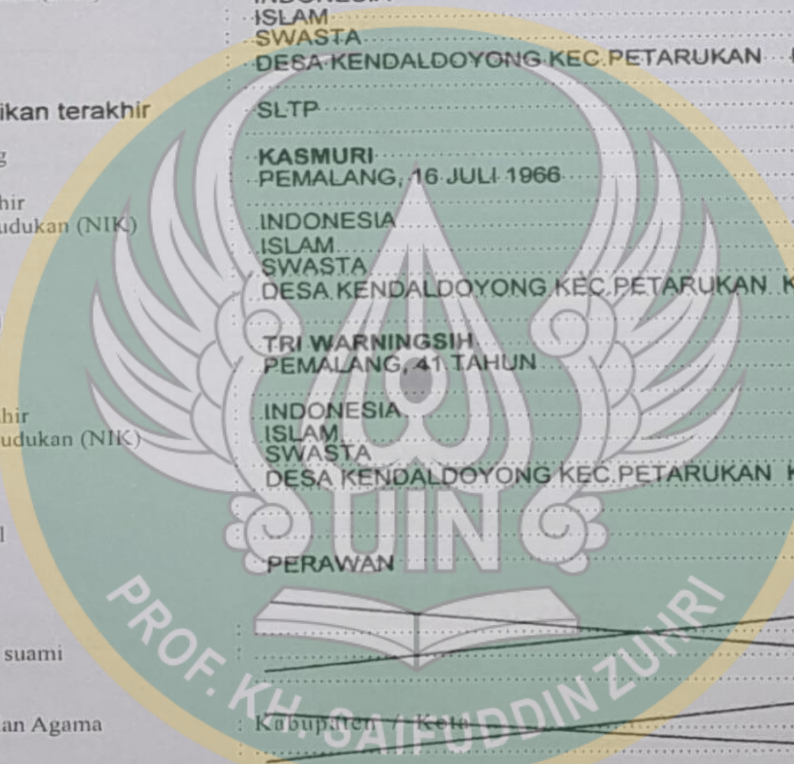 INDONESIA
ISLAM
SWASTA
DESA KENDALDOYONG KEC.PETARUKAN
ikan terakhir : SLTP
g : KASMURI
PEMALANG, 16 JULI 1966
hir
udukan (NIK) : INDONESIA
ISLAM
SWASTA
DESA KENDALDOYONG KEC.PETARUKAN K
TRI WARNINGSIH
PEMALANG, 41 TAHUN
hir : INDONESIA
udukan (NIK) : ISLAM
SWASTA
DESA KENDALDOYONG KEC.PETARUKAN K
UIN
l
PERAWAN
suami
an Agama : Kabupaten / Kota
PROF. KH. SAIFUDDIN ZUHRI